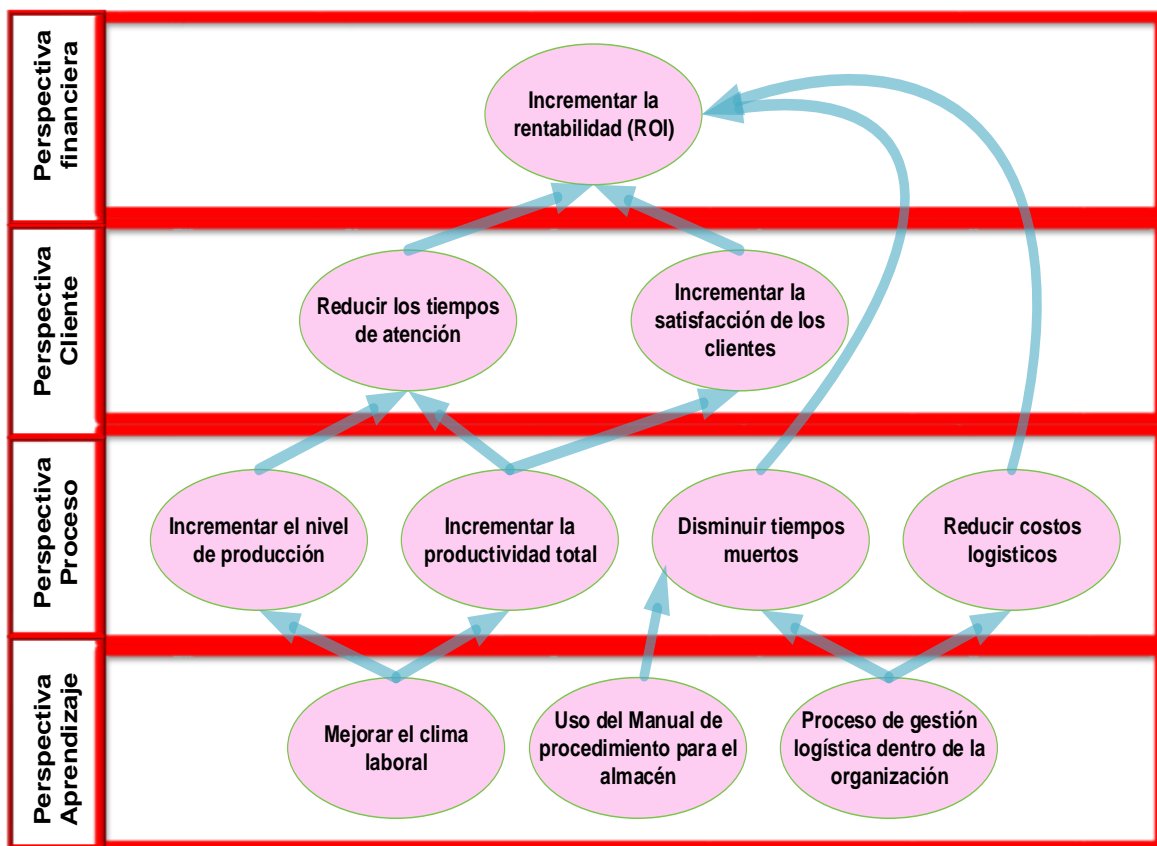 Perspectiva
financiera
Incrementar la
rentabilidad (ROI)
Perspectiva
Cliente
Reducir los tiempos
de atención
Incrementar la
satisfacción de los
clientes
Perspectiva
Proceso
Incrementar el nivel
de producción
Incrementar la
productividad total
Disminuir tiempos
muertos
Reducir costos
logisticos
Perspectiva
Aprendizaje
Mejorar el clima
laboral
Uso del Manual de
procedimiento para el
almacén
Proceso de gestión
logística dentro de la
organización